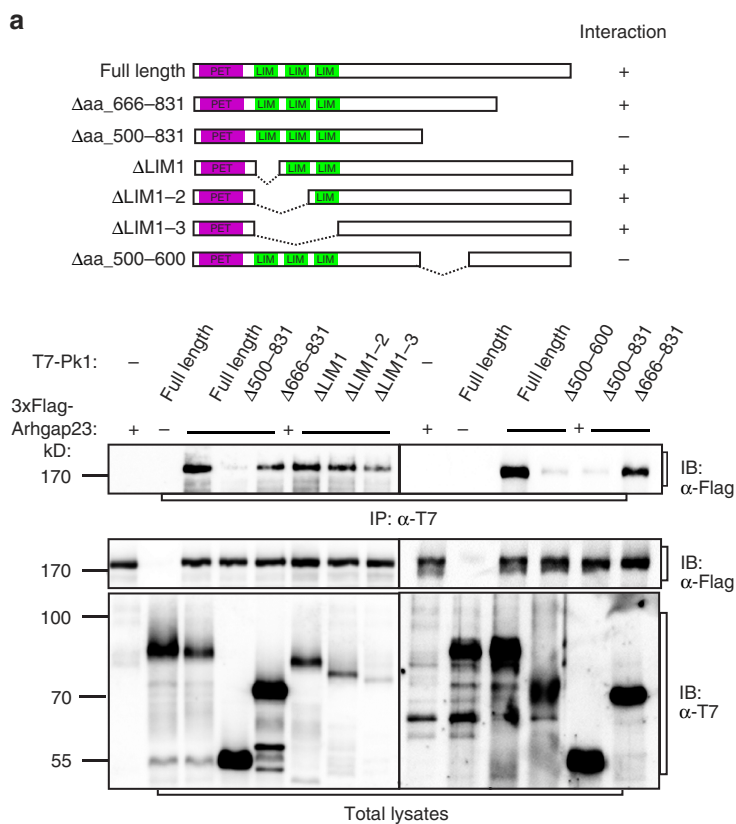 a
Interaction
Full length PET LIM LIM LIM +
Δaa_666–831 PET LIM LIM LIM +
Δaa_500–831 PET LIM LIM LIM –
ΔLIM1 PET LIM LIM +
ΔLIM1–2 PET LIM +
ΔLIM1–3 PET +
Δaa_500–600 PET LIM LIM LIM –
T7-Pk1: – Full length Full length Δ500–831 Δ666–831 ΔLIM1 ΔLIM1–2 ΔLIM1–3 – Full length Full length Δ500–600 Δ500–831 Δ666–831
3xFlag-
Arhgap23: + – + + – +
kD:
170
IB:
α-Flag
IP: α-T7
170
IB:
α-Flag
100
70
55
IB:
α-T7
Total lysates